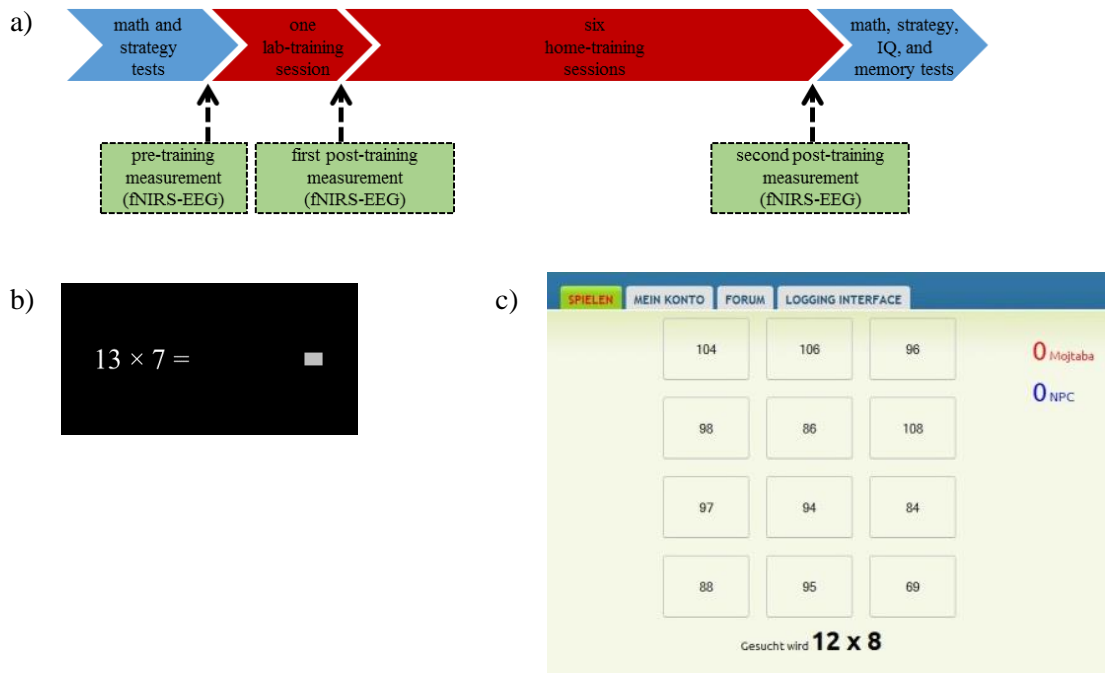 a)
math and
strategy
tests
one
lab-training
session
six
home-training
sessions
math, strategy,
IQ, and
memory tests
pre-training
measurement
(fNIRS-EEG)
first post-training
measurement
(fNIRS-EEG)
second post-training
measurement
(fNIRS-EEG)
b)
13 × 7 =
c)
SPIELEN MEIN KONTO FORUM LOGGING INTERFACE
104 106 96
0 Mojtaba
0 NPC
98 86 108
97 94 84
88 95 69
Gesucht wird 12 x 8